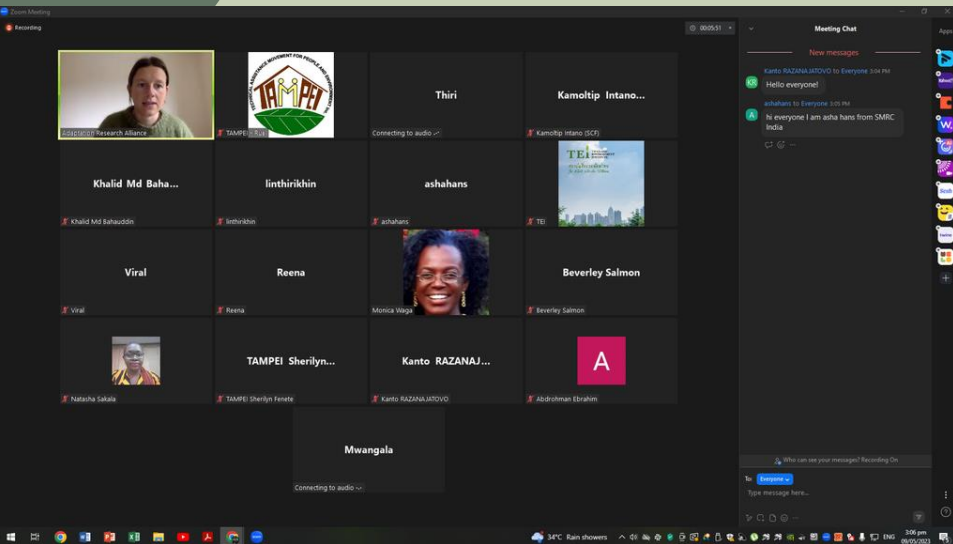 Zoom Meeting
Recording
00:05:51
Meeting Chat
Apps
New messages
Kanto RAZANAJATOVO to Everyone 3:04 PM
KR
Hello everyone!
ashahans to Everyone 3:05 PM
A
hi everyone I am asha hans from SMRC
India
Adaptation Research Alliance
TAMPEI
Thiri
Connecting to audio
Kamoltip Intano...
Kamoltip Intano (SCF)
Khalid Md Baha...
Khalid Md Bahauddin
linthirikhin
linthirikhin
ashahans
ashahans
TEI
TEI
Viral
Viral
Reena
Reena
Monica Waga
Beverley Salmon
Beverley Salmon
Natasha Sakala
TAMPEI Sherilyn...
TAMPEI Sherilyn Fenete
Kanto RAZANAJ...
Kanto RAZANAJATOVO
A
Abdrohman Ebrahim
Mwangala
Connecting to audio
Who can see your messages? Recording On
To: Everyone
Type message here...
34°C Rain showers
ENG
3:06 pm
09/05/2023